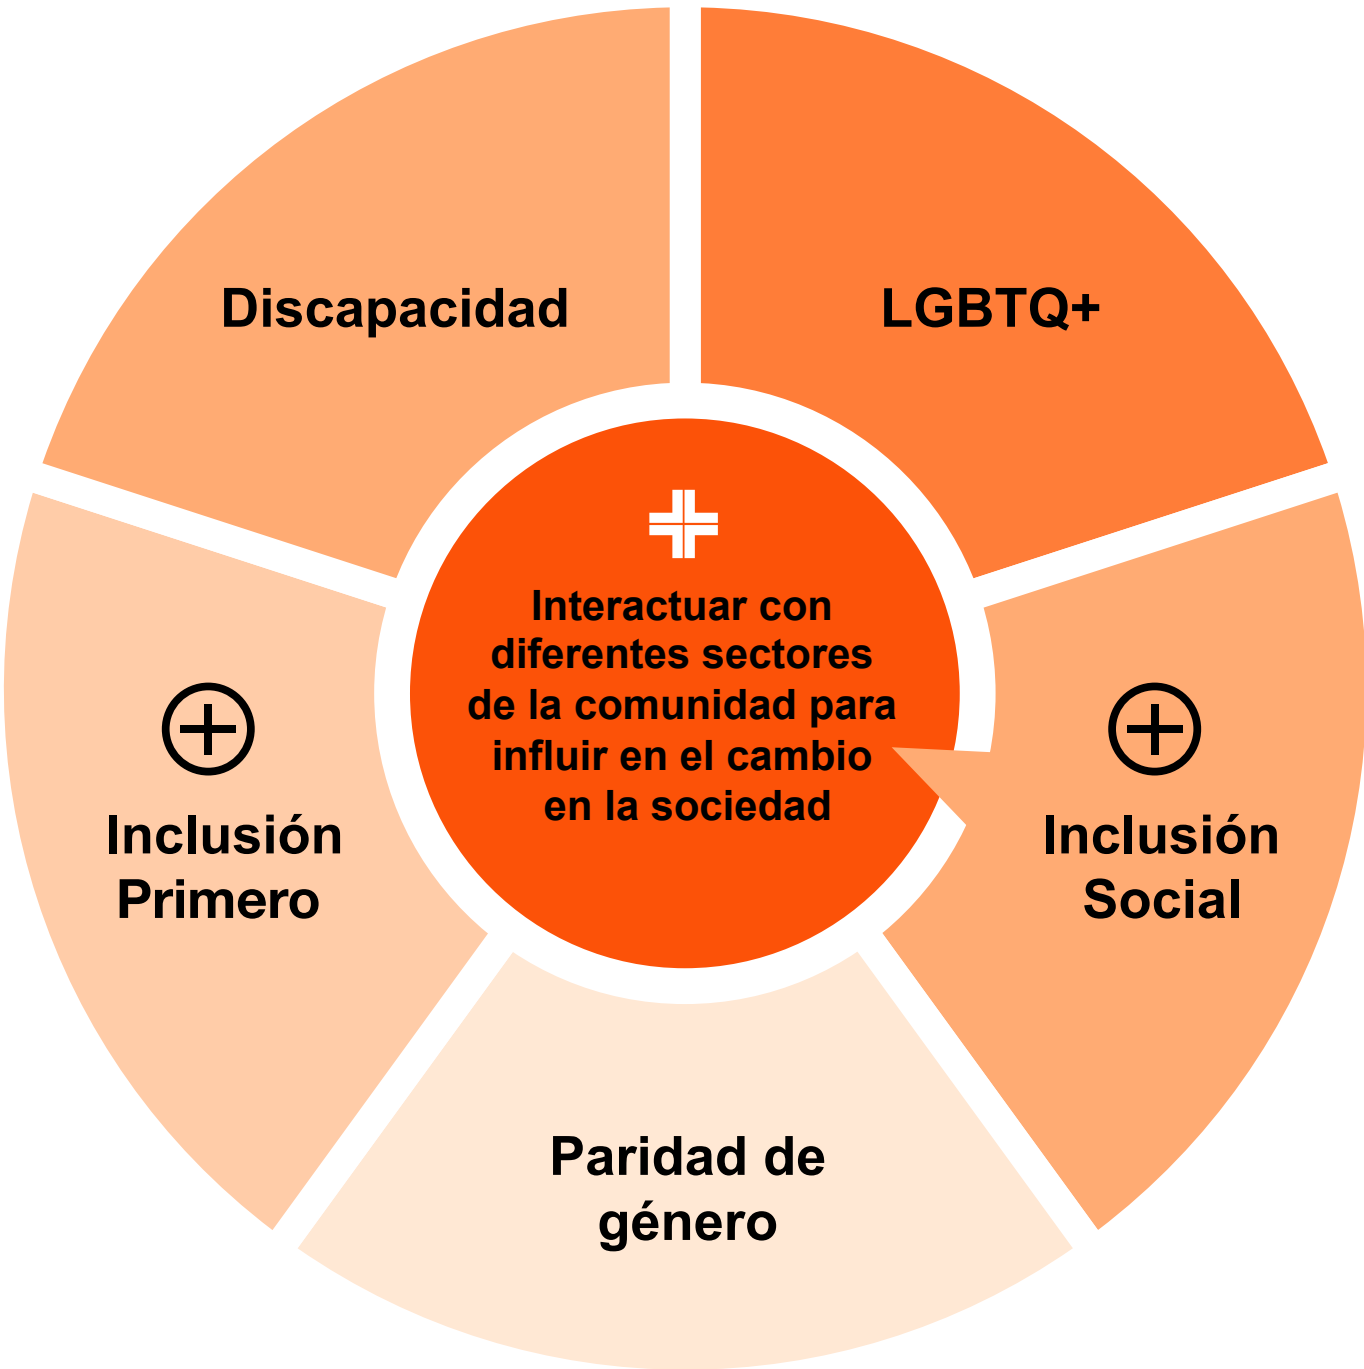 Discapacidad
LGBTQ+
Interactuar con
diferentes sectores
de la comunidad para
influir en el cambio
en la sociedad
Inclusión
Primero
Inclusión
Social
Paridad de
género